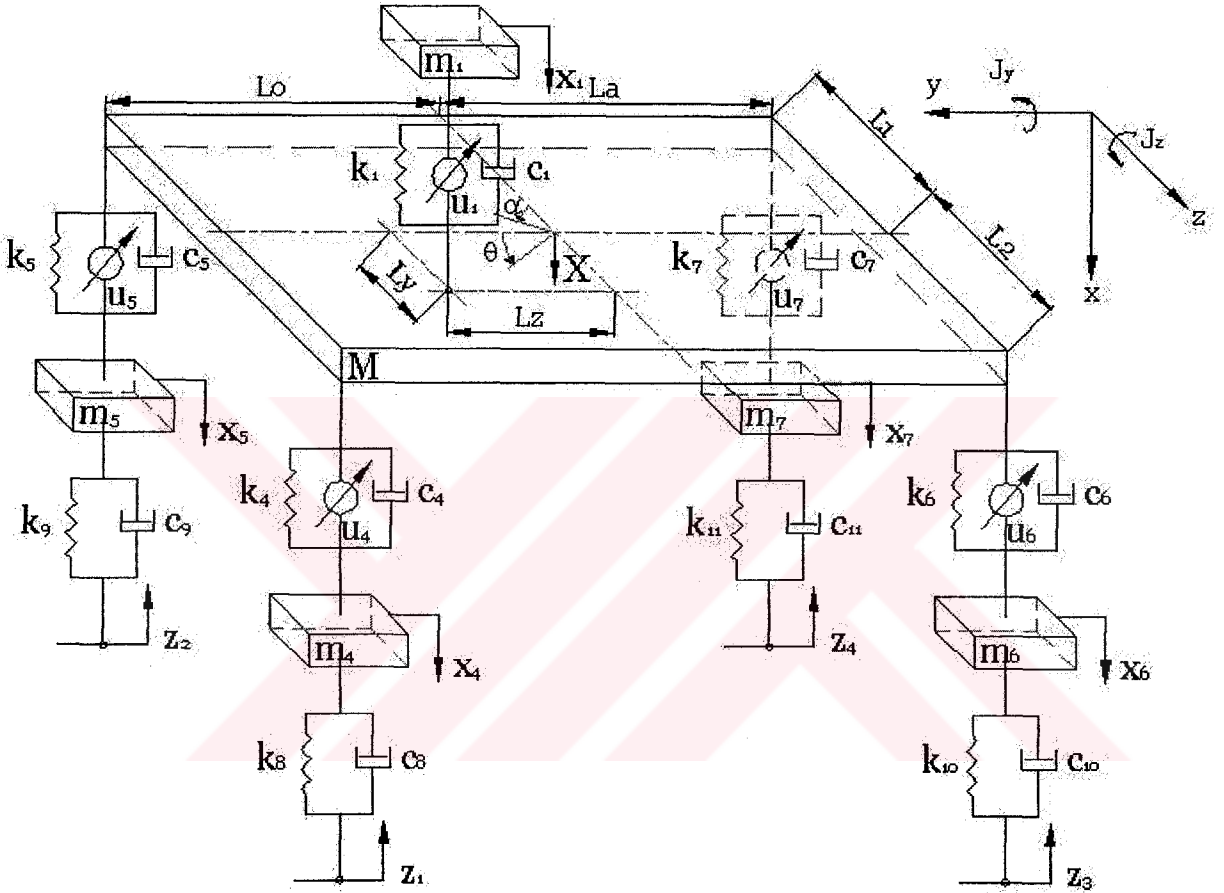 m₁
x₁
Lo
La
y
Jy
Jz
z
x
L1
L2
k₁
c₁
u₁
α
θ
X
Ly
Lz
k₅
c₅
u₅
k₇
c₇
u₇
M
m₅
x₅
m₇
x₇
k₄
c₄
u₄
k₆
c₆
u₆
k₉
c₉
k₁₁
c₁₁
z₂
m₄
x₄
z₄
m₆
x₆
k₈
c₈
k₁₀
c₁₀
z₁
z₃